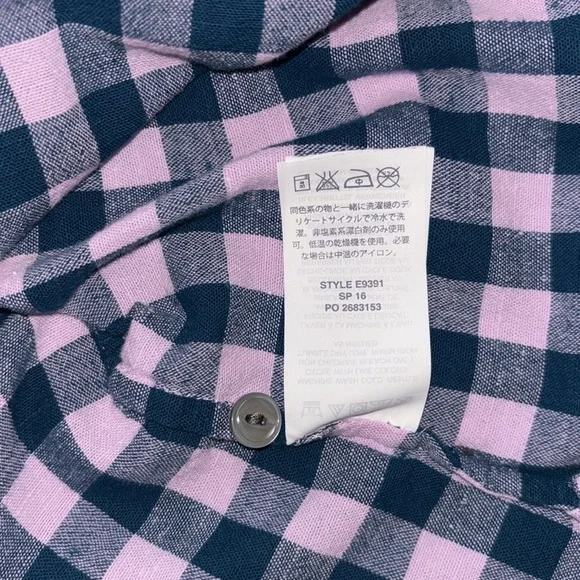 同色系の物と一緒に洗濯槽のデ
リケートサイクルで冷水で洗
濯。非塩素系漂白剤のみ使用
可。低温の乾燥機を使用。必要
な場合は中温のアイロン。
STYLE E9391
SP 16
PO 2683153